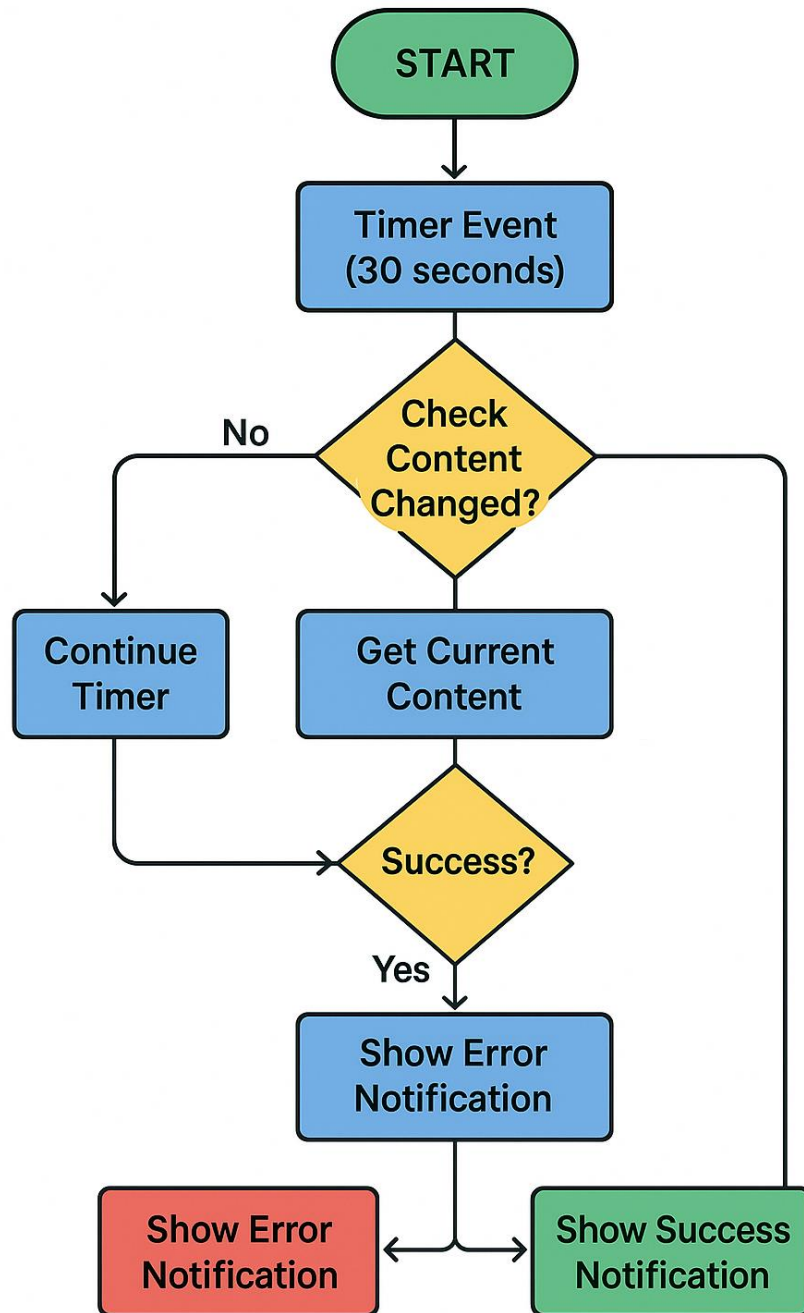 START
Timer Event
(30 seconds)
Check
Content
Changed?
No
Continue
Timer
Get Current
Content
Success?
Yes
Show Error
Notification
Show Error
Notification
Show Success
Notification